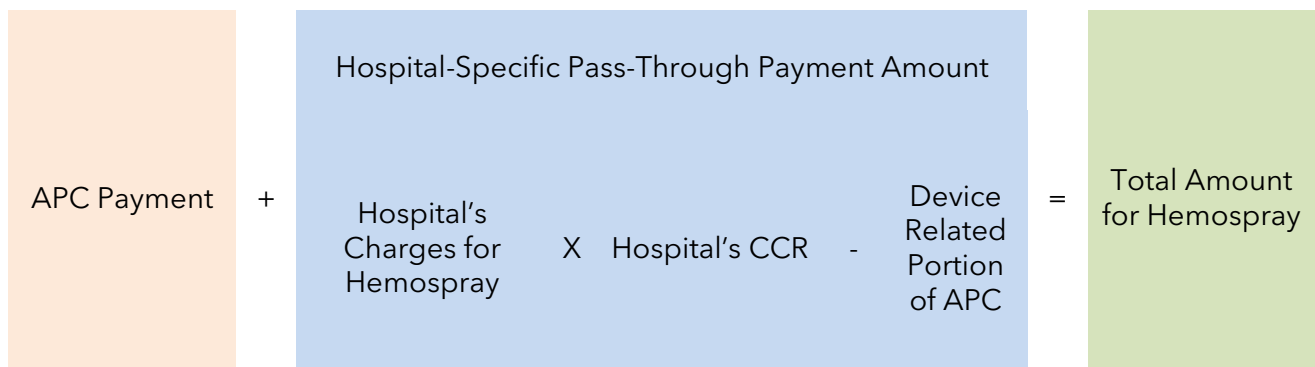 Hospital-Specific Pass-Through Payment Amount
APC Payment
+
Hospital's
Charges for
Hemospray
X
Hospital's CCR
-
Device
Related
Portion
of APC
=
Total Amount
for Hemospray